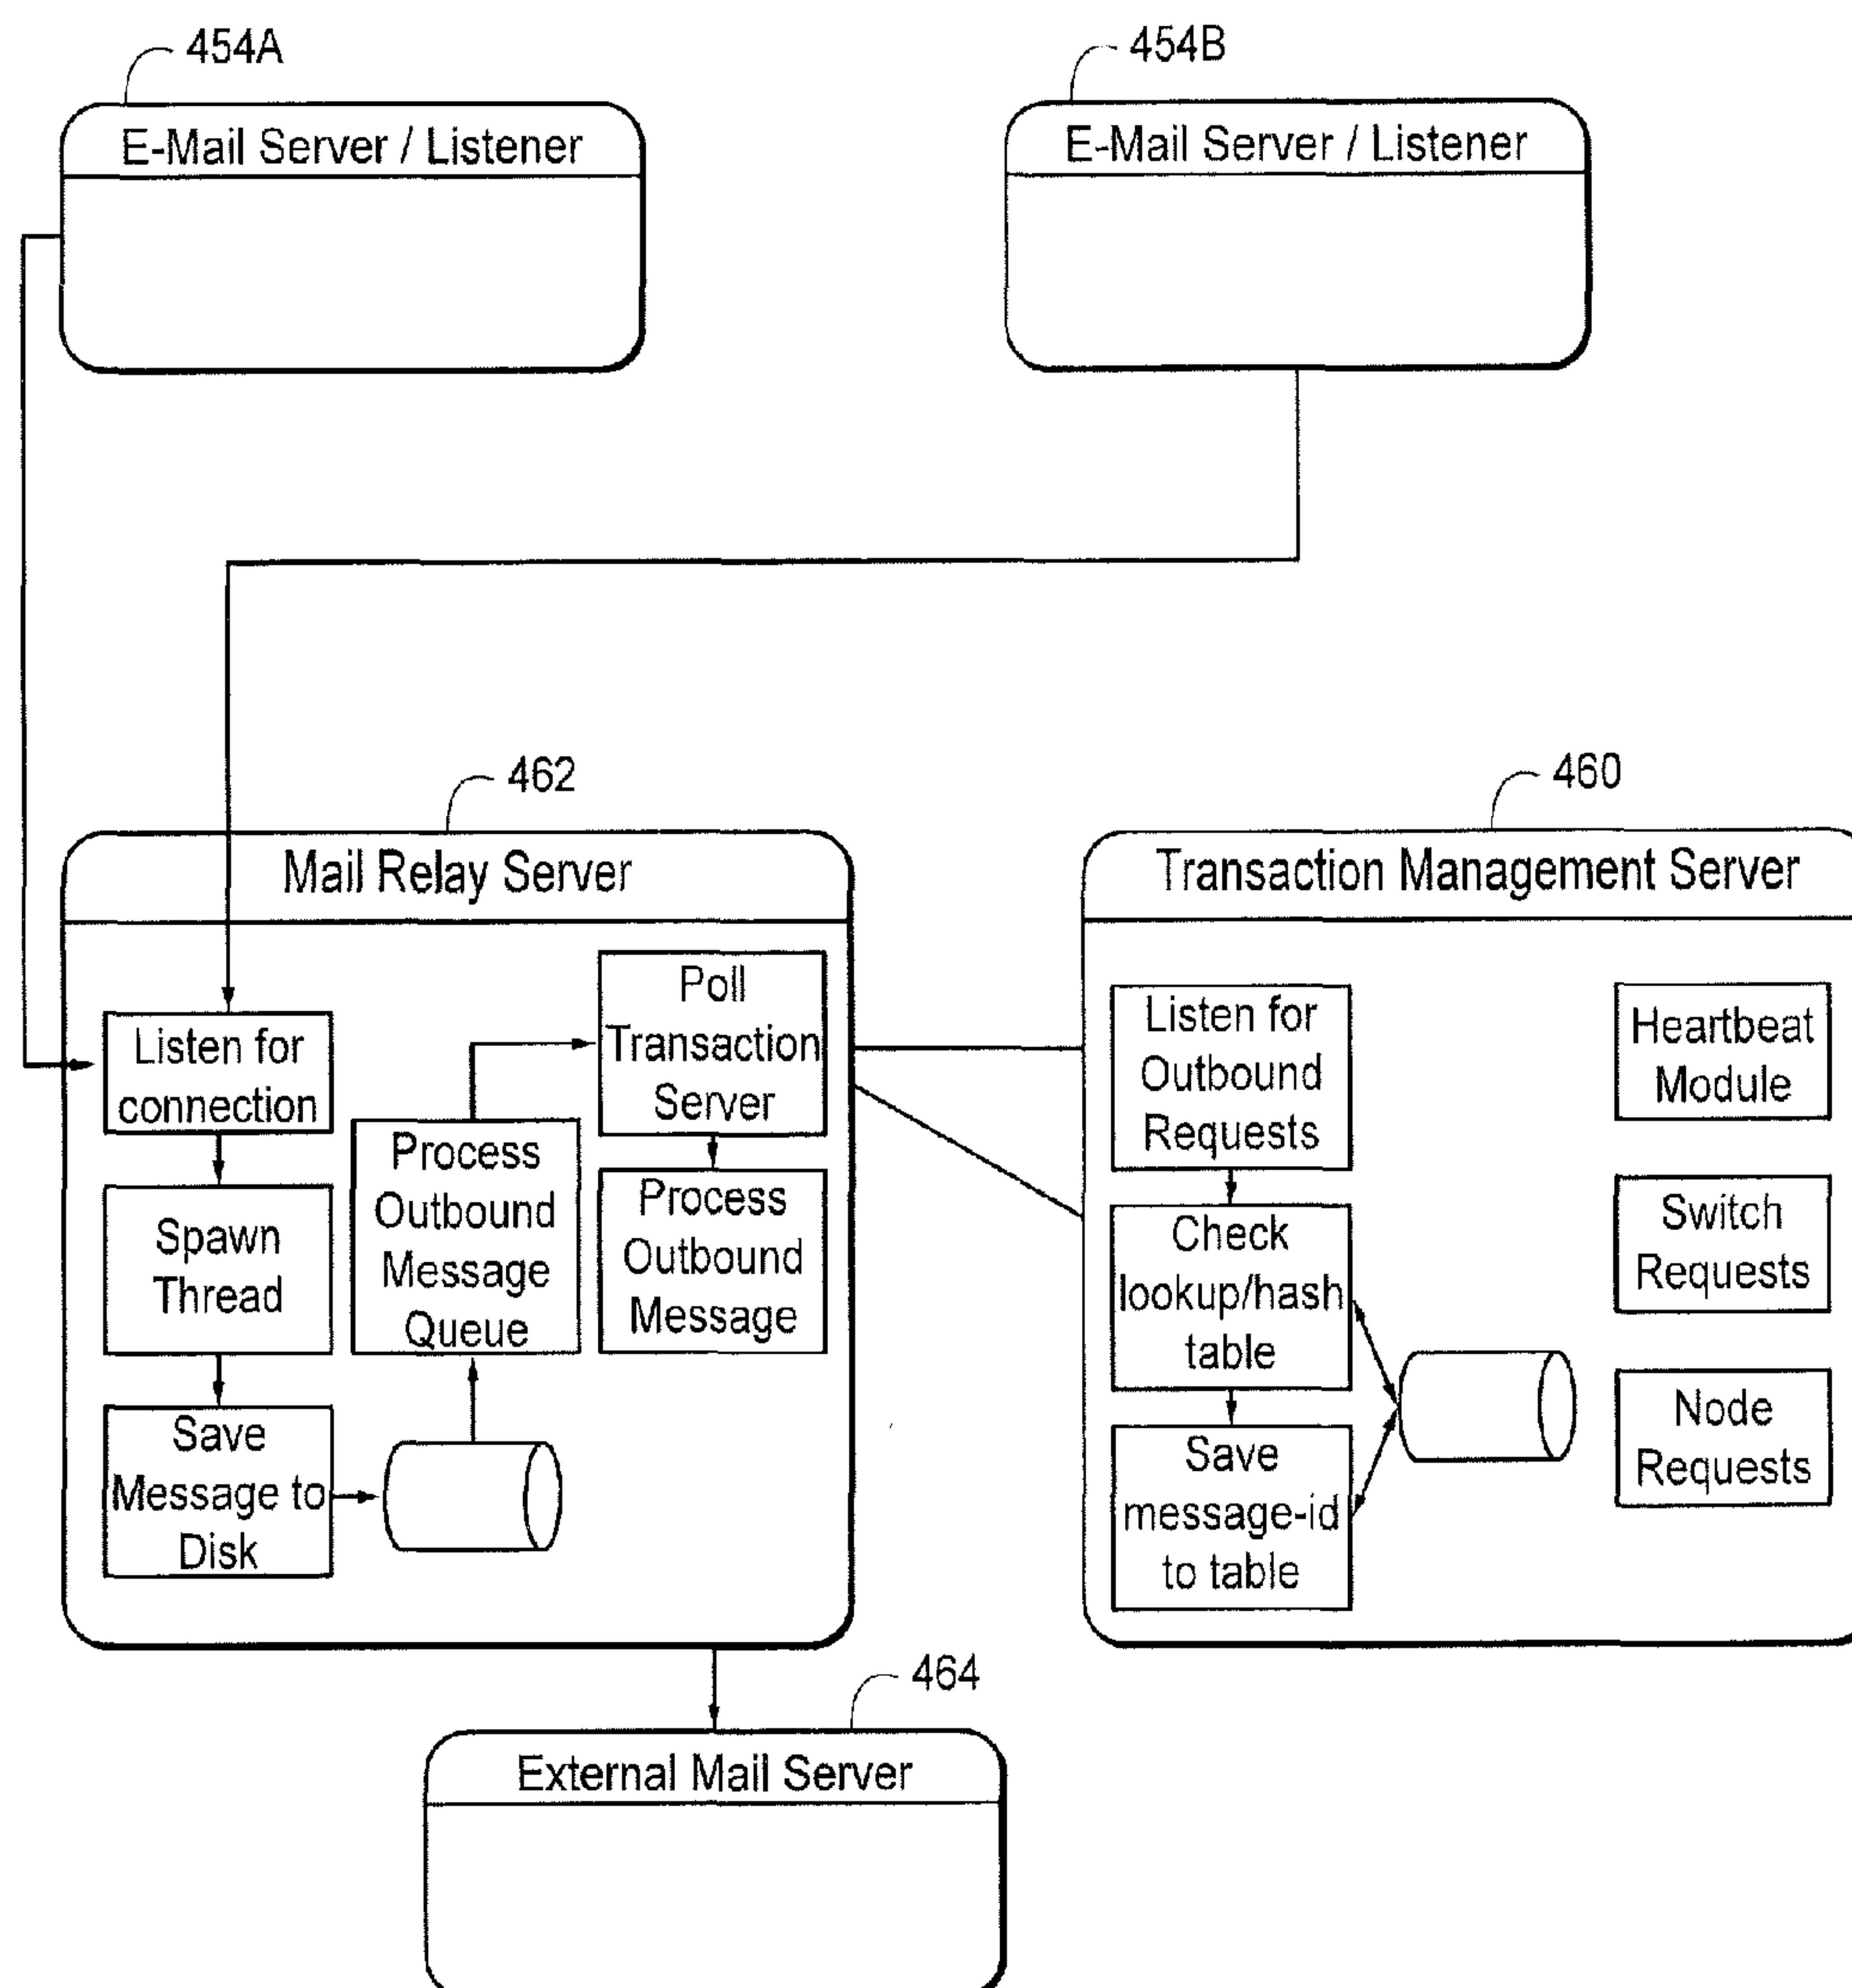 454A
454B
E-Mail Server / Listener
E-Mail Server / Listener
462
460
Mail Relay Server
Transaction Management Server
Listen for
connection
Spawn
Thread
Save
Message to
Disk
Process
Outbound
Message
Queue
Poll
Transaction
Server
Process
Outbound
Message
Listen for
Outbound
Requests
Check
lookup/hash
table
Save
message-id
to table
Heartbeat
Module
Switch
Requests
Node
Requests
464
External Mail Server